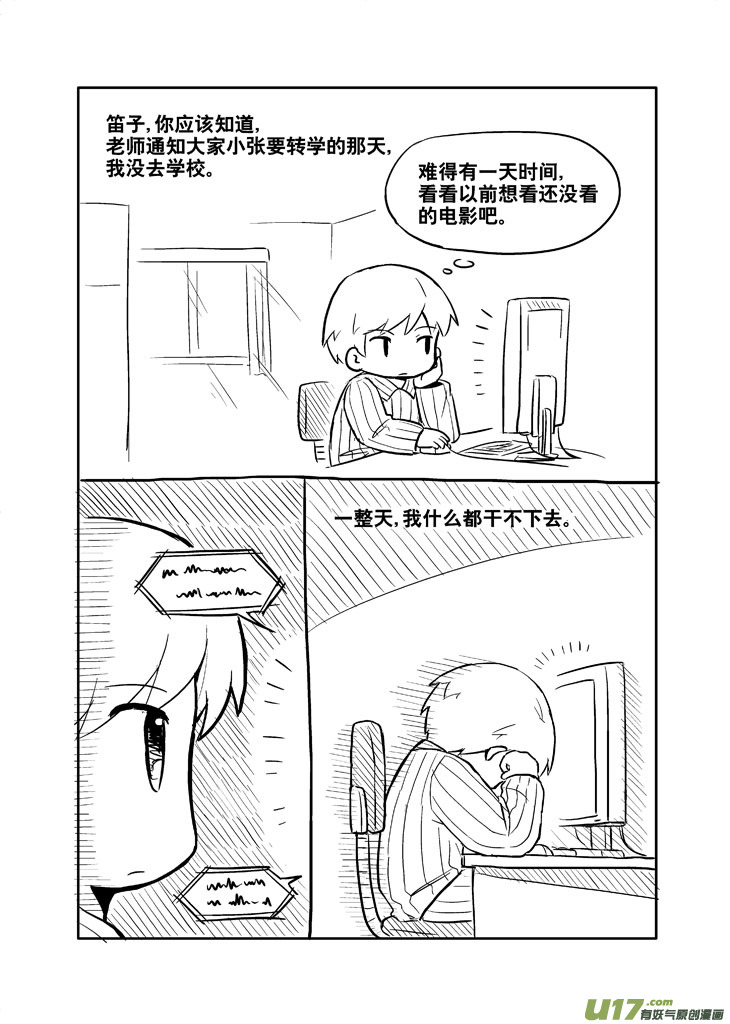 笛子，你应该知道，
老师通知大家小张要转学的那天，
我没去学校。
难得有一天时间，
看看以前想看还没看
的电影吧。
一整天，我什么都干不下去。
U17.com
有妖气原创漫画